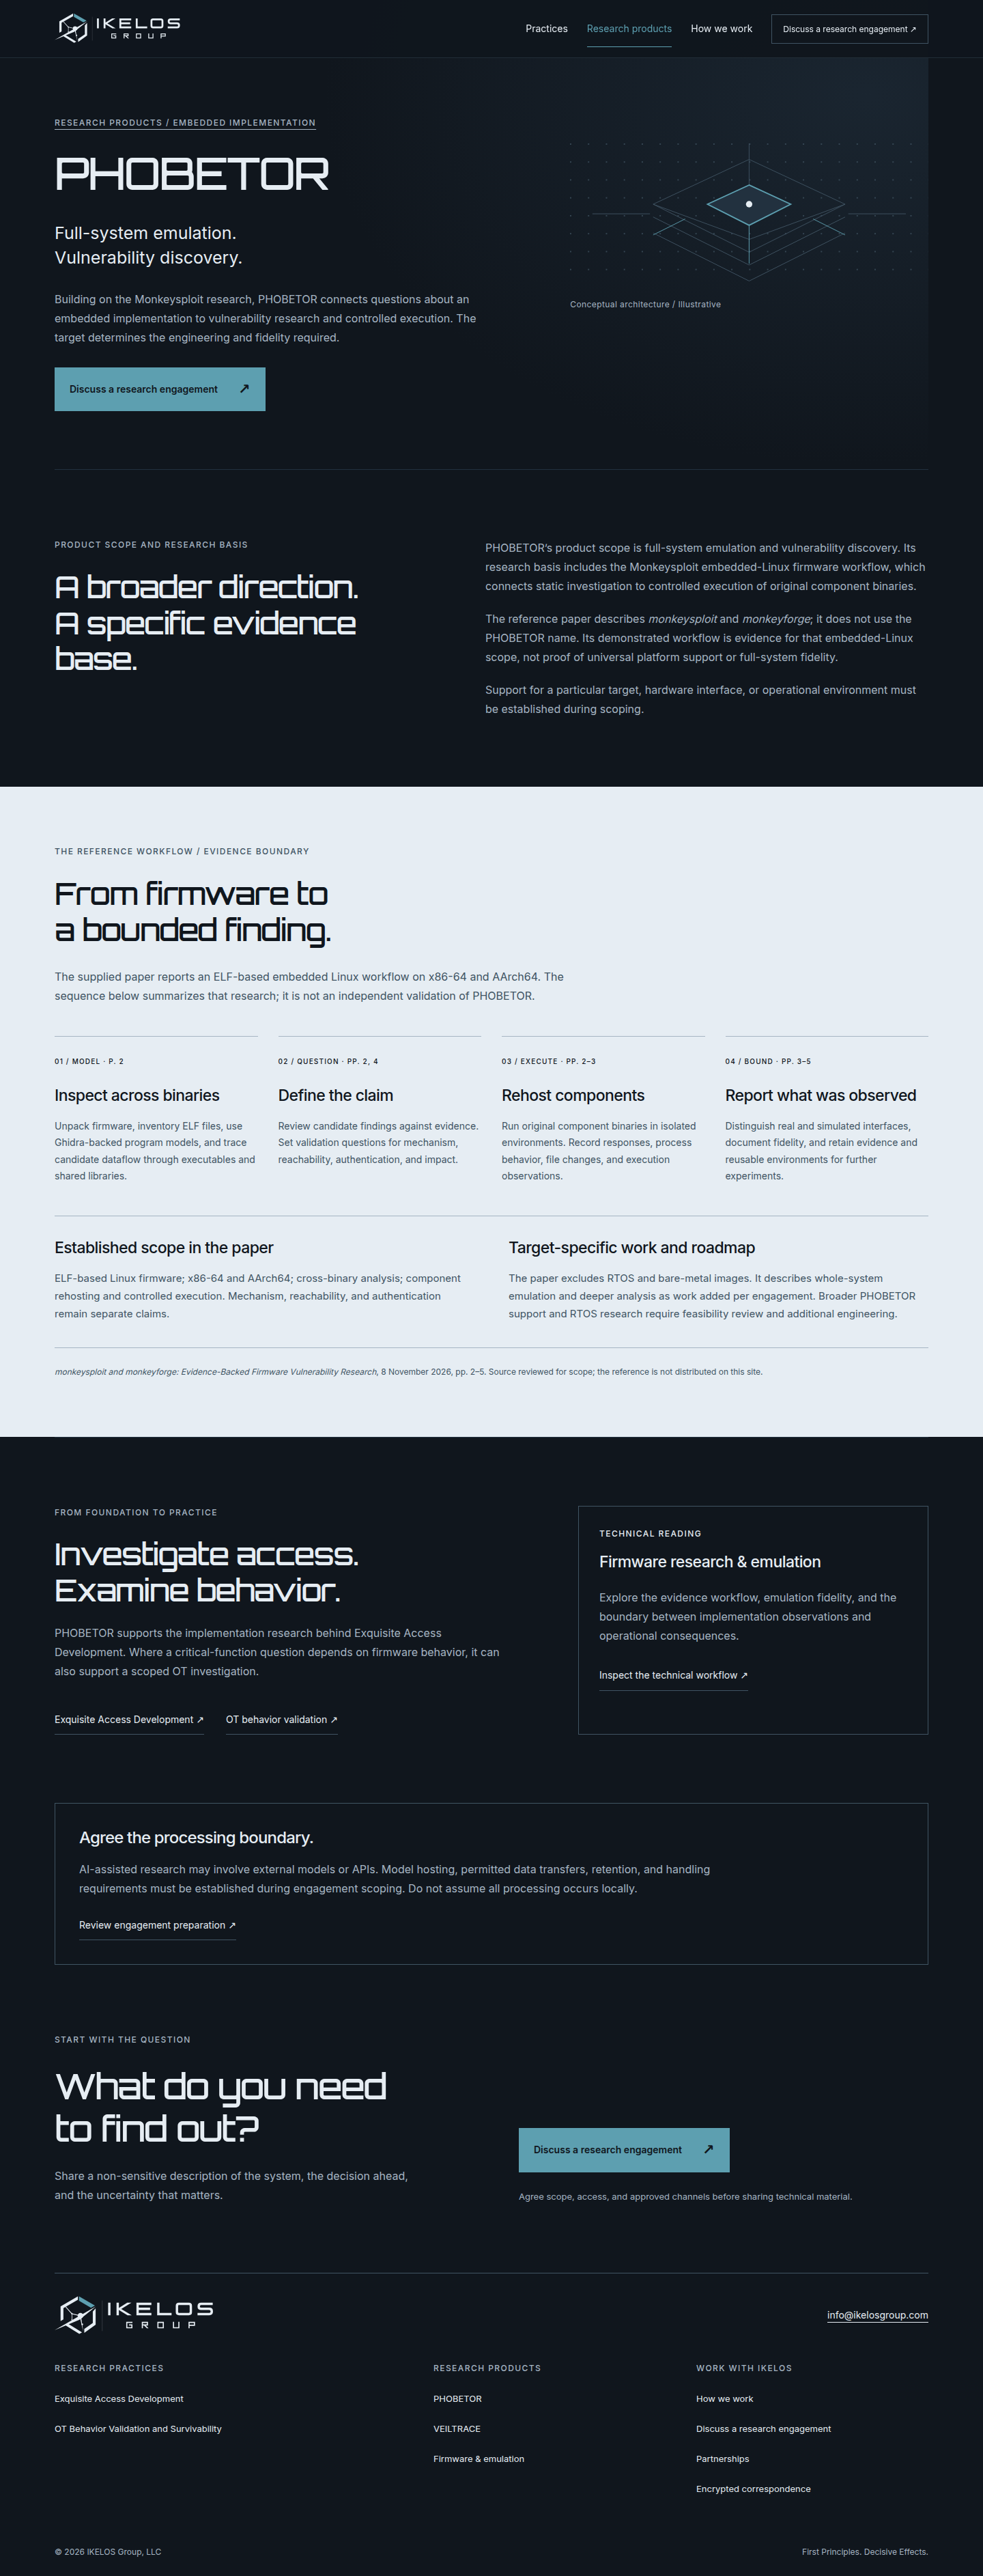 IKELOS
GROUP
Practices
Research products
How we work
Discuss a research engagement ↗
RESEARCH PRODUCTS / EMBEDDED IMPLEMENTATION
PHOBETOR
Full-system emulation.
Vulnerability discovery.
Building on the Monkeysploit research, PHOBETOR connects questions about an
embedded implementation to vulnerability research and controlled execution. The
target determines the engineering and fidelity required.
Discuss a research engagement ↗
Conceptual architecture / Illustrative
PRODUCT SCOPE AND RESEARCH BASIS
A broader direction.
A specific evidence
base.
PHOBETOR's product scope is full-system emulation and vulnerability discovery. Its
research basis includes the Monkeysploit embedded-Linux firmware workflow, which
connects static investigation to controlled execution of original component binaries.
The reference paper describes monkeysploit and monkeyforge; it does not use the
PHOBETOR name. Its demonstrated workflow is evidence for that embedded-Linux
scope, not proof of universal platform support or full-system fidelity.
Support for a particular target, hardware interface, or operational environment must
be established during scoping.
THE REFERENCE WORKFLOW / EVIDENCE BOUNDARY
From firmware to
a bounded finding.
The supplied paper reports an ELF-based embedded Linux workflow on x86-64 and AArch64. The
sequence below summarizes that research; it is not an independent validation of PHOBETOR.
01 / MODEL · P. 2
Inspect across binaries
Unpack firmware, inventory ELF files, use
Ghidra-backed program models, and trace
candidate dataflow through executables and
shared libraries.
02 / QUESTION · PP. 2, 4
Define the claim
Review candidate findings against evidence.
Set validation questions for mechanism,
reachability, authentication, and impact.
03 / EXECUTE · PP. 2–3
Rehost components
Run original component binaries in isolated
environments. Record responses, process
behavior, file changes, and execution
observations.
04 / BOUND · PP. 3–5
Report what was observed
Distinguish real and simulated interfaces,
document fidelity, and retain evidence and
reusable environments for further
experiments.
Established scope in the paper
ELF-based Linux firmware; x86-64 and AArch64; cross-binary analysis; component
rehosting and controlled execution. Mechanism, reachability, and authentication
remain separate claims.
Target-specific work and roadmap
The paper excludes RTOS and bare-metal images. It describes whole-system
emulation and deeper analysis as work added per engagement. Broader PHOBETOR
support and RTOS research require feasibility review and additional engineering.
monkeysploit and monkeyforge: Evidence-Backed Firmware Vulnerability Research, 8 November 2026, pp. 2–5. Source reviewed for scope; the reference is not distributed on this site.
FROM FOUNDATION TO PRACTICE
Investigate access.
Examine behavior.
PHOBETOR supports the implementation research behind Exquisite Access
Development. Where a critical-function question depends on firmware behavior, it can
also support a scoped OT investigation.
Exquisite Access Development ↗
OT behavior validation ↗
TECHNICAL READING
Firmware research & emulation
Explore the evidence workflow, emulation fidelity, and the
boundary between implementation observations and
operational consequences.
Inspect the technical workflow ↗
Agree the processing boundary.
AI-assisted research may involve external models or APIs. Model hosting, permitted data transfers, retention, and handling
requirements must be established during engagement scoping. Do not assume all processing occurs locally.
Review engagement preparation ↗
START WITH THE QUESTION
What do you need
to find out?
Share a non-sensitive description of the system, the decision ahead,
and the uncertainty that matters.
Discuss a research engagement ↗
Agree scope, access, and approved channels before sharing technical material.
IKELOS
GROUP
info@ikelosgroup.com
RESEARCH PRACTICES
Exquisite Access Development
OT Behavior Validation and Survivability
RESEARCH PRODUCTS
PHOBETOR
VEILTRACE
Firmware & emulation
WORK WITH IKELOS
How we work
Discuss a research engagement
Partnerships
Encrypted correspondence
© 2026 IKELOS Group, LLC
First Principles. Decisive Effects.